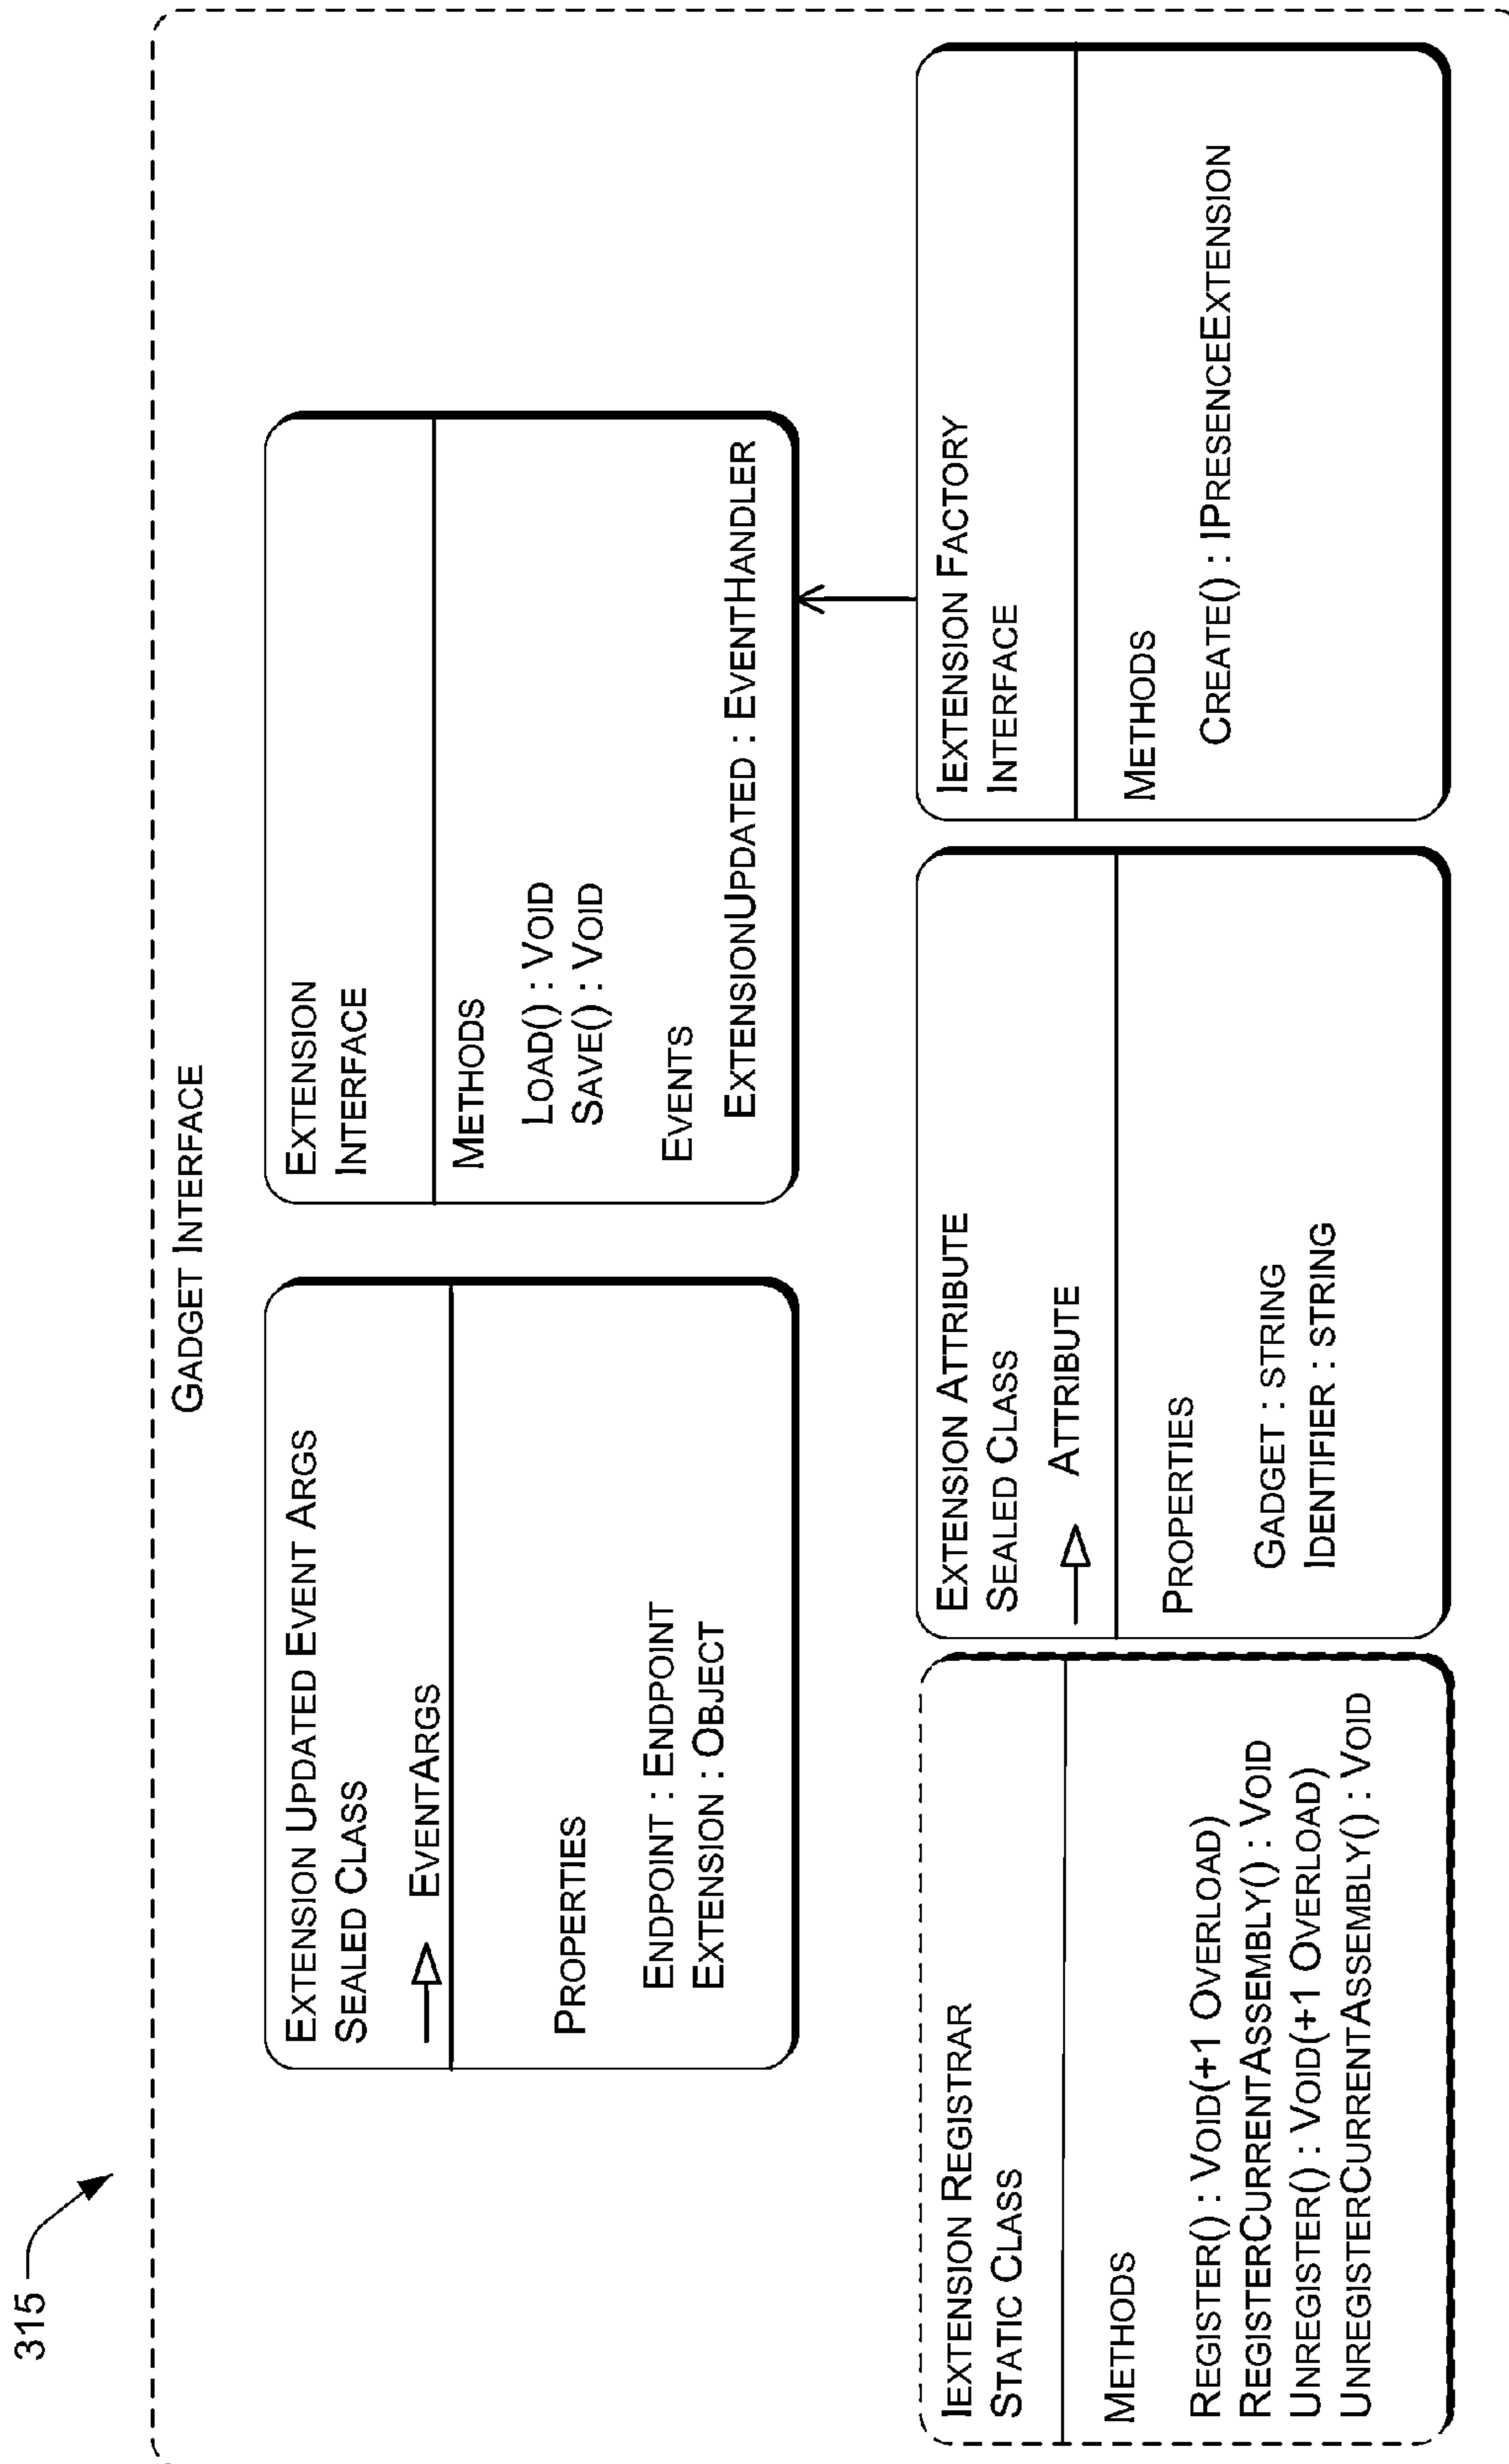 315
GADGET INTERFACE
EXTENSION UPDATED EVENT ARGS
SEALED CLASS
EVENTARGS
PROPERTIES
ENDPOINT : ENDPOINT
EXTENSION : OBJECT
EXTENSION
INTERFACE
METHODS
LOAD() : VOID
SAVE() : VOID
EVENTS
EXTENSIONUPDATED : EVENTHANDLER
IEXTENSION REGISTRAR
STATIC CLASS
METHODS
REGISTER() : VOID(+1 OVERLOAD)
REGISTERCURRENTASSEMBLY() : VOID
UNREGISTER() : VOID(+1 OVERLOAD)
UNREGISTERCURRENTASSEMBLY() : VOID
EXTENSION ATTRIBUTE
SEALED CLASS
ATTRIBUTE
PROPERTIES
GADGET : STRING
IDENTIFIER : STRING
IEXTENSION FACTORY
INTERFACE
METHODS
CREATE() : IPRESENCEEXTENSION